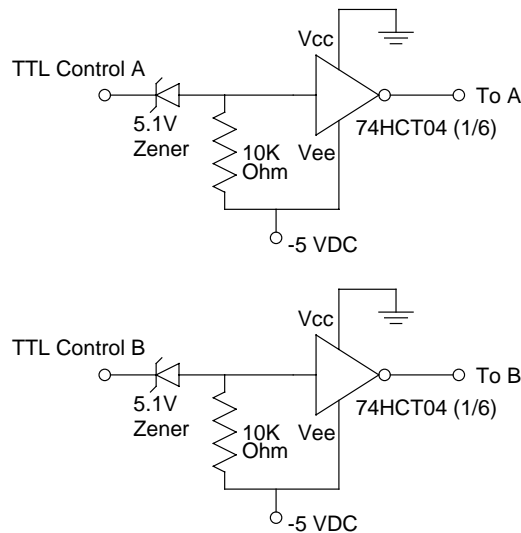 Vcc
TTL Control A
To A
5.1V
Zener
74HCT04 (1/6)
10K
Ohm
Vee
-5 VDC
Vcc
TTL Control B
To B
5.1V
Zener
74HCT04 (1/6)
10K
Ohm
Vee
-5 VDC